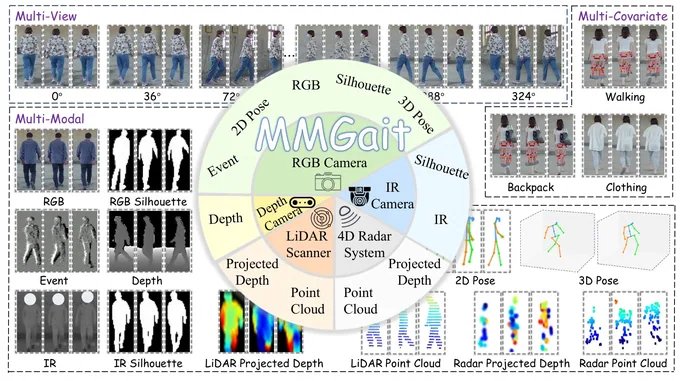 Multi-View
0°
36°
72°
...
288°
324°
Multi-Covariate
Walking
Backpack
Clothing
Multi-Modal
RGB
RGB Silhouette
Event
Depth
IR
IR Silhouette
LiDAR Projected Depth
LiDAR Point Cloud
Radar Projected Depth
Radar Point Cloud
2D Pose
3D Pose
MMGait
RGB Camera
IR
Camera
4D Radar
System
LiDAR
Scanner
Depth
Camera
Event
2D Pose
RGB
Silhouette
3D Pose
Silhouette
IR
Projected
Depth
Point
Cloud
Point
Cloud
Projected
Depth
Depth